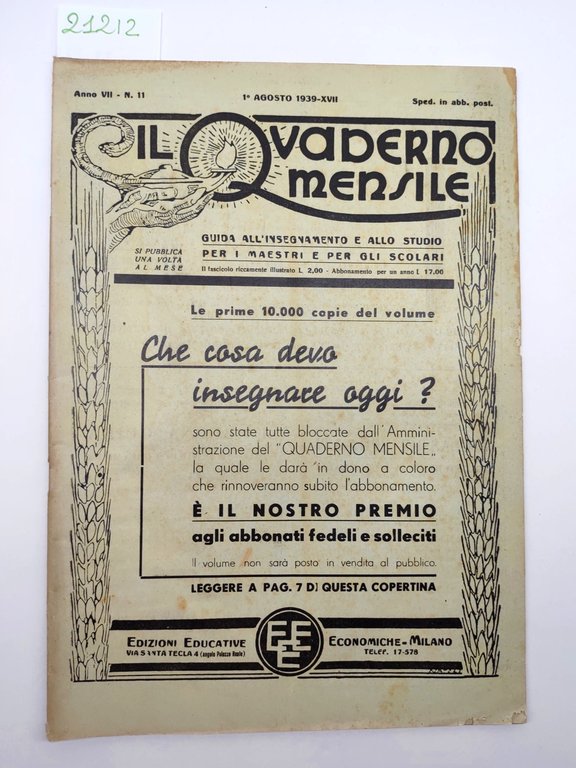 21212
Anno VII - N. 11
1° AGOSTO 1939-XVII
Sped. in abb. post.
IL QUADERNO
MENSILE
SI PUBBLICA
UNA VOLTA
AL MESE
GUIDA ALL'INSEGNAMENTO E ALLO STUDIO
PER I MAESTRI E PER GLI SCOLARI
Il fascicolo riccamente illustrato L. 2,00 - Abbonamento per un anno L. 17,00
Le prime 10.000 copie del volume
Che cosa devo
insegnare oggi ?
sono state tutte bloccate dall'Ammini-
strazione del "QUADERNO MENSILE„
la quale le darà in dono a coloro
che rinnoveranno subito l'abbonamento.
È IL NOSTRO PREMIO
agli abbonati fedeli e solleciti
Il volume non sarà posto in vendita al pubblico.
LEGGERE A PAG. 7 DI QUESTA COPERTINA
EDIZIONI EDUCATIVE
VIA SANTA TECLA 4 (angolo Palazzo Reale)
ECONOMICHE - MILANO
TELEF. 17-578